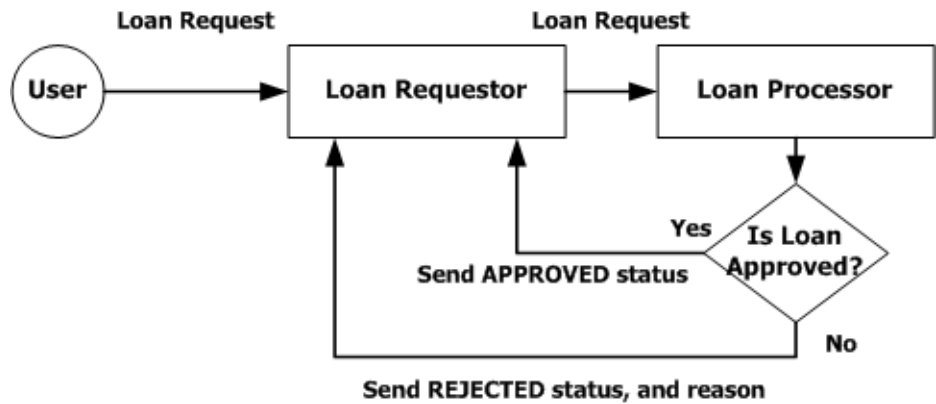 Loan Request
Loan Request
User
Loan Requestor
Loan Processor
Yes
Is Loan
Approved?
Send APPROVED status
No
Send REJECTED status, and reason